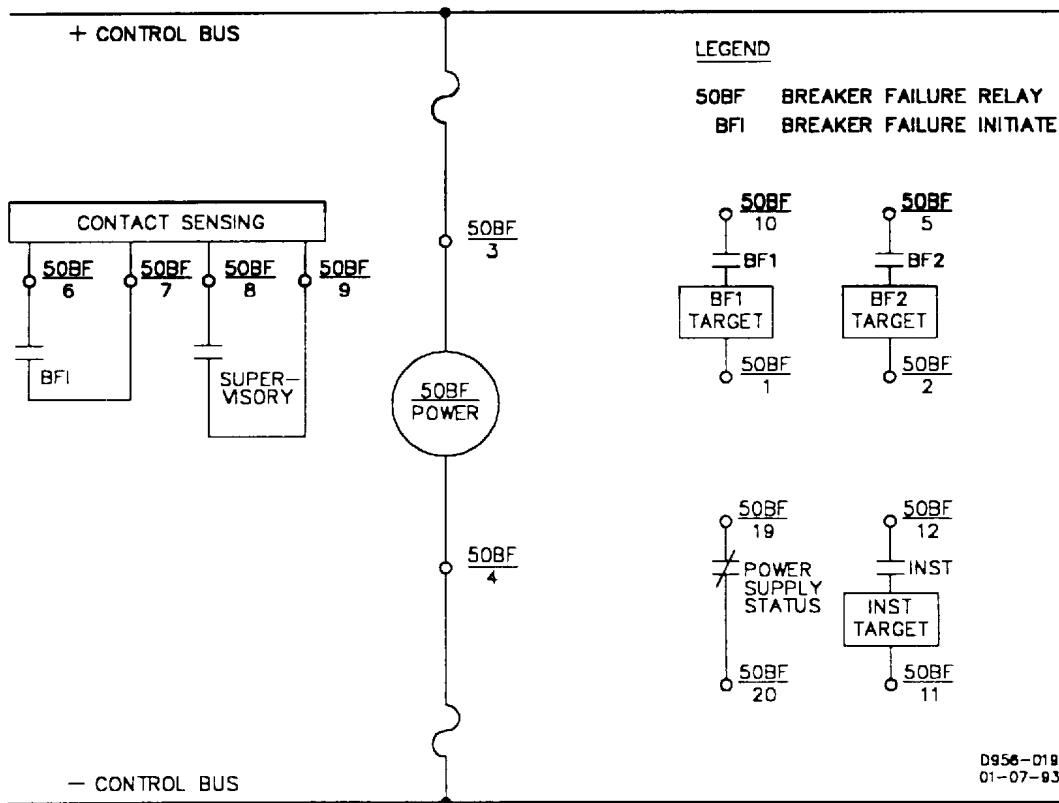 + CONTROL BUS
LEGEND
50BF BREAKER FAILURE RELAY
BFI BREAKER FAILURE INITIATE
CONTACT SENSING
50BF
6
50BF
7
50BF
8
50BF
9
BFI
SUPER-
VISORY
50BF
3
50BF
POWER
50BF
4
50BF
10
BF1
BF1
TARGET
50BF
1
50BF
5
BF2
BF2
TARGET
50BF
2
50BF
19
POWER
SUPPLY
STATUS
50BF
20
50BF
12
INST
INST
TARGET
50BF
11
— CONTROL BUS
D956-019
01-07-93